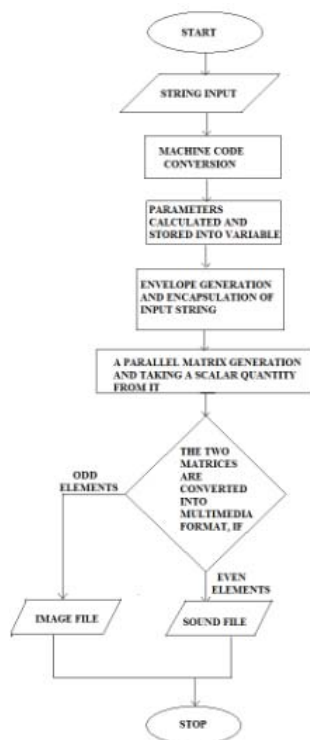 START
STRING INPUT
MACHINE CODE
CONVERSION
PARAMETERS
CALCULATED AND
STORED INTO VARIABLE
ENVELOPE GENERATION
AND ENCAPSULATION OF
INPUT STRING
A PARALLEL MATRIX GENERATION
AND TAKING A SCALAR QUANTITY
FROM IT
THE TWO
MATRICES
ARE
CONVERTED
INTO
MULTIMEDIA
FORMAT, IF
ODD
ELEMENTS
EVEN
ELEMENTS
IMAGE FILE
SOUND FILE
STOP